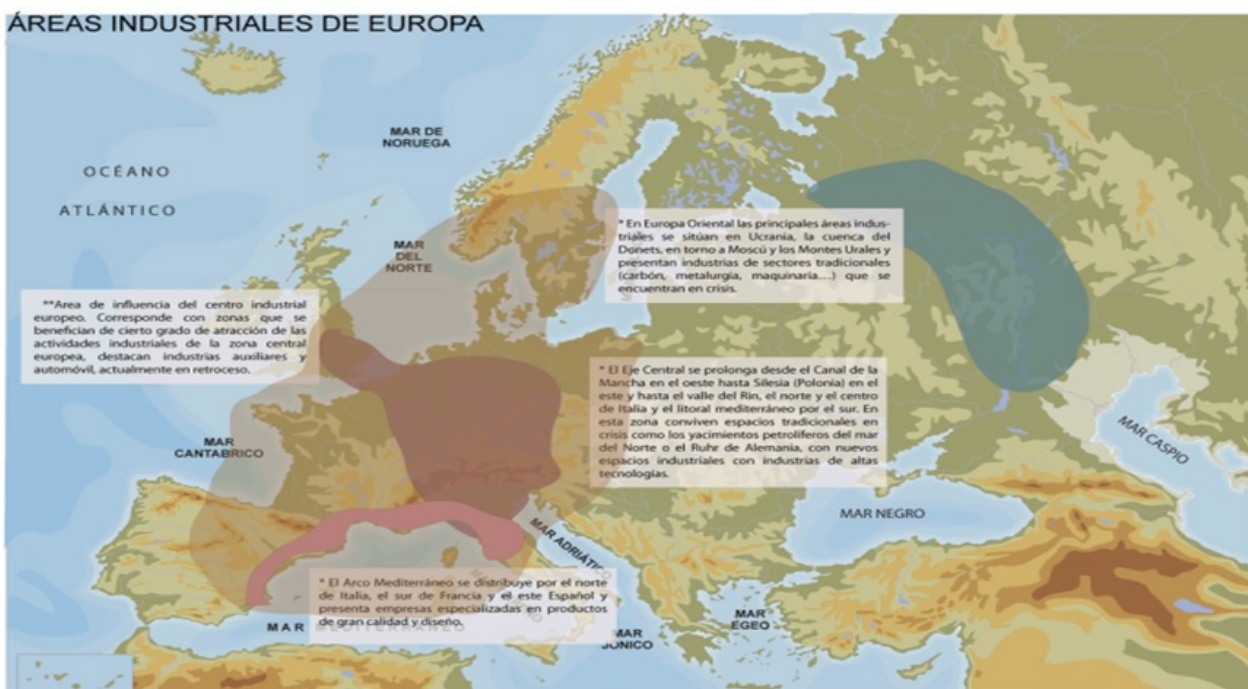 ÁREAS INDUSTRIALES DE EUROPA
MAR DE
NORUEGA
OCÉANO
ATLÁNTICO
MAR
DEL
NORTE
* En Europa Oriental las principales áreas indus-
triales se sitúan en Ucrania, la cuenca del
Donets, en torno a Moscú y los Montes Urales y
presentan industrias de sectores tradicionales
(carbón, metalurgia, maquinaria....) que se
encuentran en crisis.
**Area de influencia del centro industrial
europeo. Corresponde con zonas que se
benefician de cierto grado de atracción de las
actividades industriales de la zona central
europea, destacan industrias auxiliares y
automóvil, actualmente en retroceso.
* El Eje Central se prolonga desde el Canal de la
Mancha en el oeste hasta Silesia (Polonia) en el
este y hasta el valle del Rin, el norte y el centro
de Italia y el litoral mediterráneo por el sur. En
esta zona conviven espacios tradicionales en
crisis como los yacimientos petrolíferos del mar
del Norte o el Ruhr de Alemania, con nuevos
espacios industriales con industrias de altas
tecnologías.
MAR
CANTABRICO
MAR CASPIO
MAR NEGRO
MAR ADRIÁTICO
* El Arco Mediterráneo se distribuye por el norte
de Italia, el sur de Francia y el este Español y
presenta empresas especializadas en productos
de gran calidad y diseño.
MAR MEDITERRÁNEO
MAR
JÓNICO
MAR
EGEO